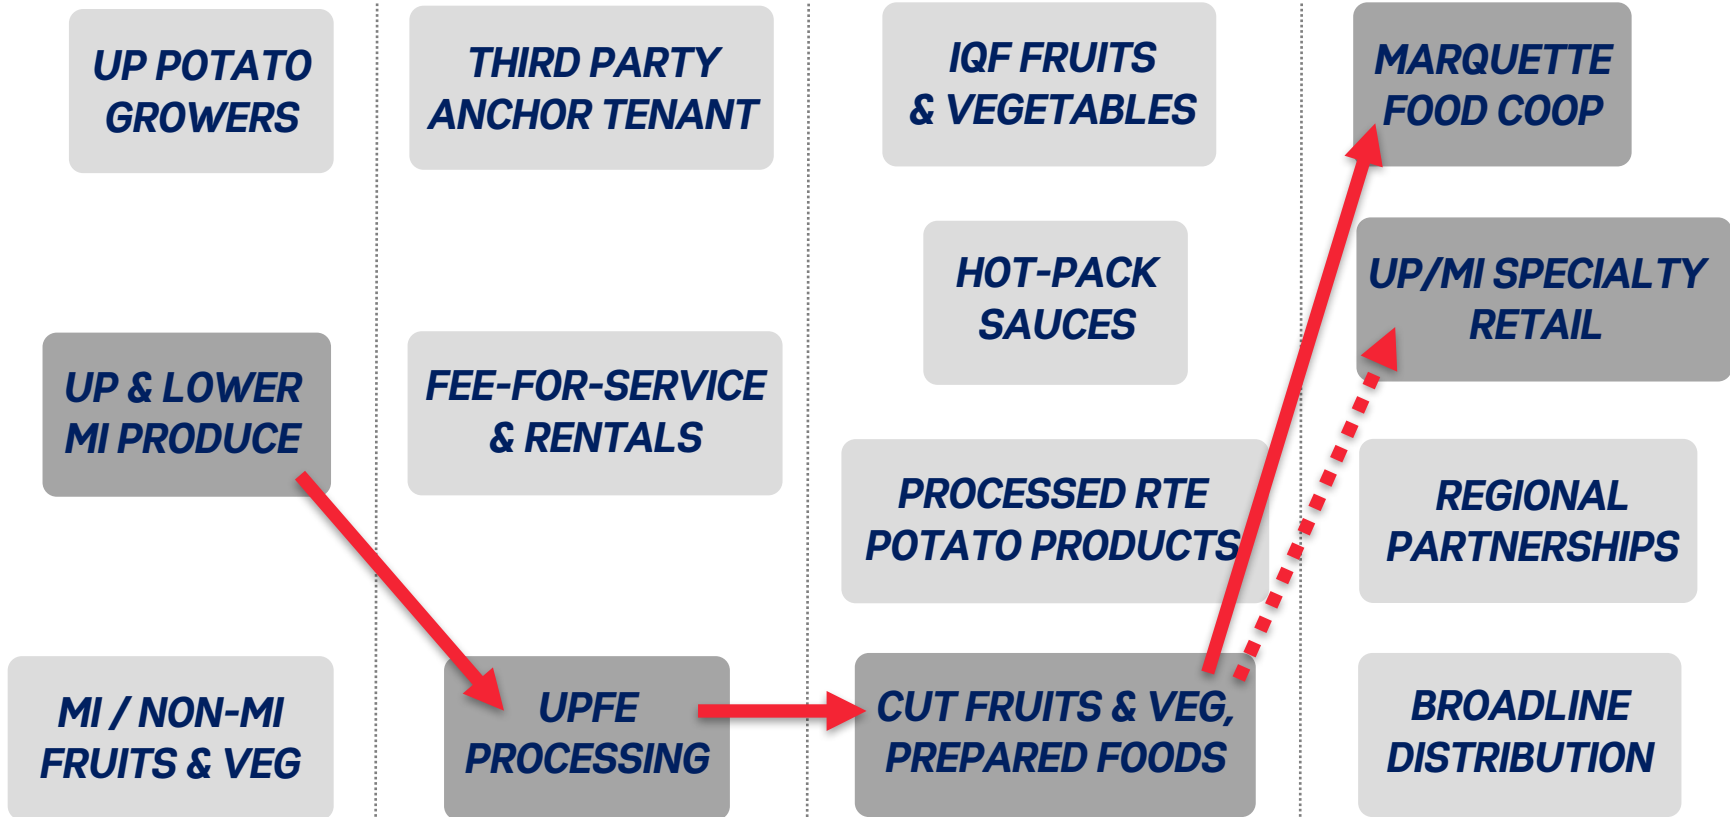 UP POTATO
GROWERS
UP & LOWER
MI PRODUCE
MI / NON-MI
FRUITS & VEG
THIRD PARTY
ANCHOR TENANT
FEE-FOR-SERVICE
& RENTALS
UPFE
PROCESSING
IQF FRUITS
& VEGETABLES
HOT-PACK
SAUCES
PROCESSED RTE
POTATO PRODUCTS
CUT FRUITS & VEG,
PREPARED FOODS
MARQUETTE
FOOD COOP
UP/MI SPECIALTY
RETAIL
REGIONAL
PARTNERSHIPS
BROADLINE
DISTRIBUTION